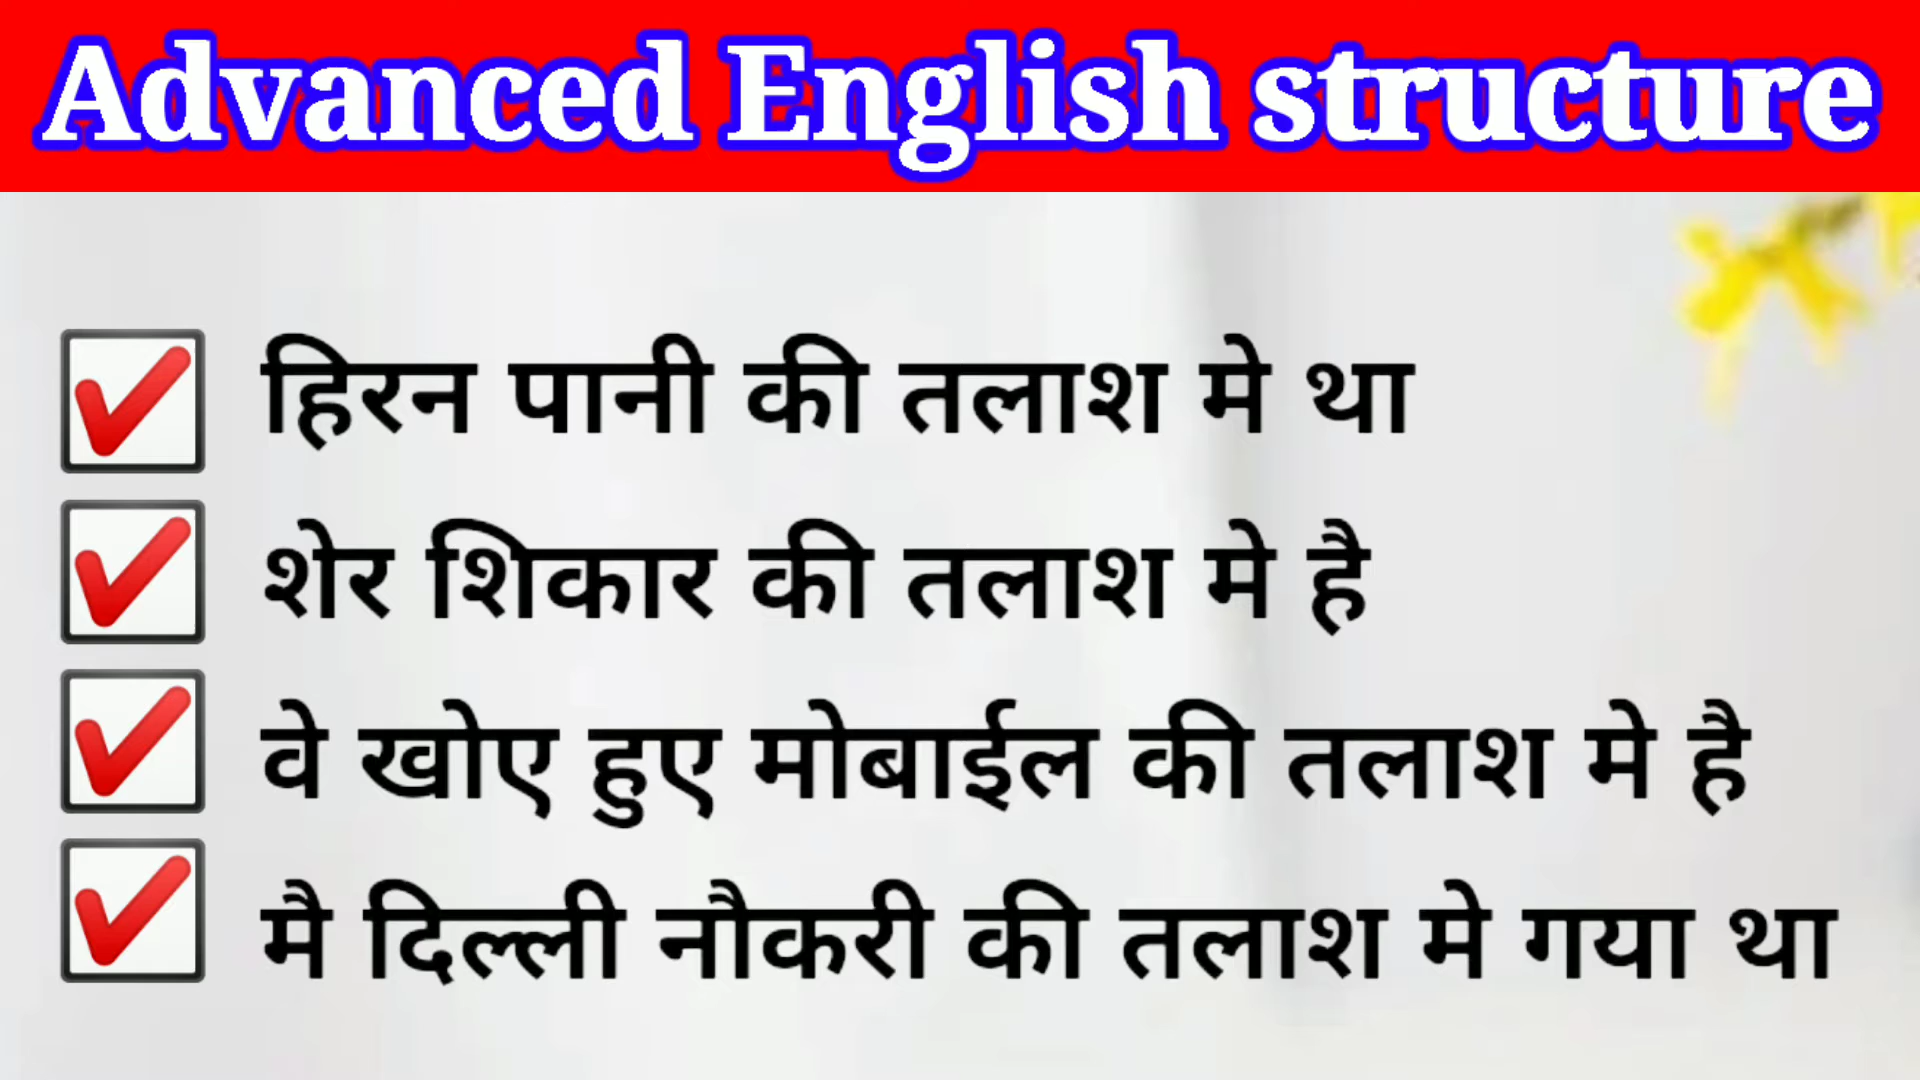 Advanced English structure
हिरन पानी की तलाश मे था
शेर शिकार की तलाश मे है
वे खोए हुए मोबाईल की तलाश मे है
मै दिल्ली नौकरी की तलाश मे गया था